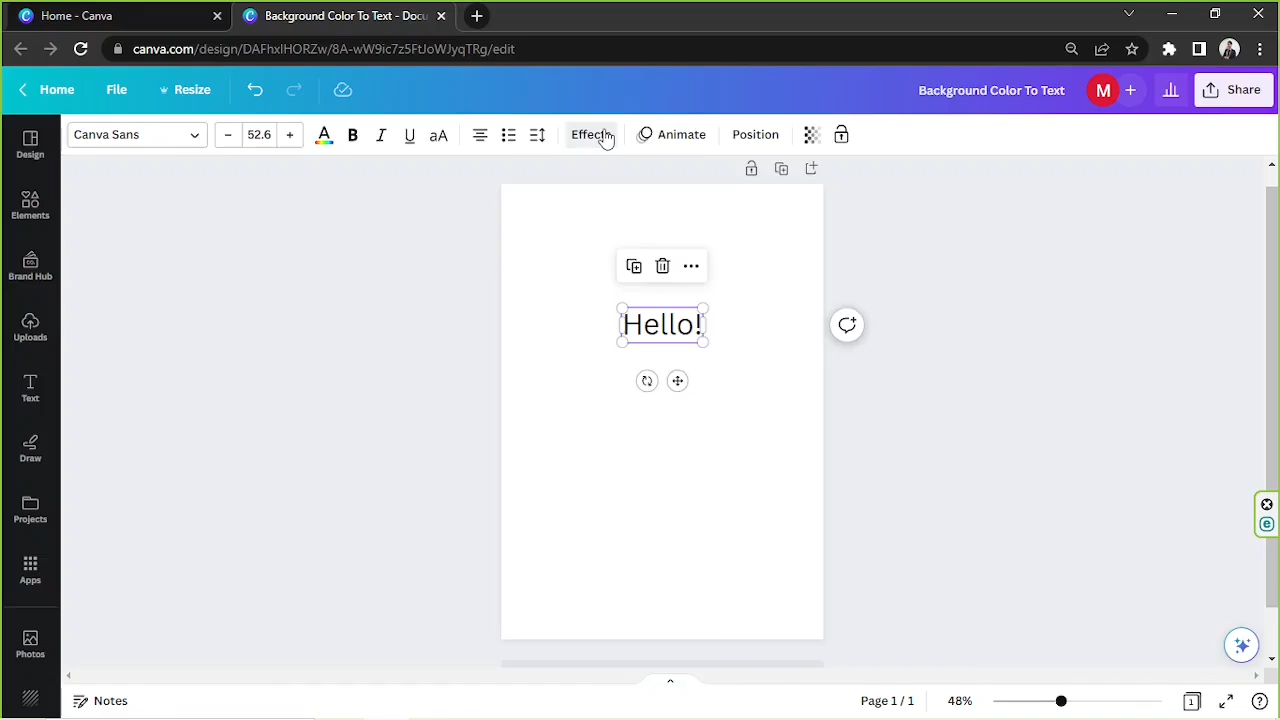 Home - Canva
Background Color To Text - Docu
canva.com/design/DAFhxIHORZw/8A-wW9ic7z5FtJoWJyqTRg/edit
Home File Resize Background Color To Text M Share
Canva Sans 52.6 A B I U aA Effects Animate Position
Design
Elements
Brand Hub
Uploads
Text
Draw
Projects
Apps
Photos
Hello!
Notes Page 1 / 1 48% 1